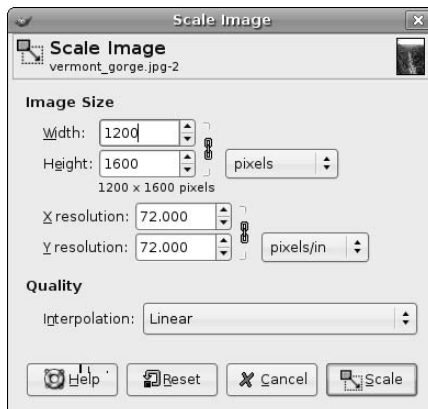 Scale Image
Scale Image
vermont_gorge.jpg-2
Image Size
Width: 1200
Height: 1600 pixels
1200 x 1600 pixels
X resolution: 72.000
Y resolution: 72.000 pixels/in
Quality
Interpolation: Linear
Help Reset Cancel Scale